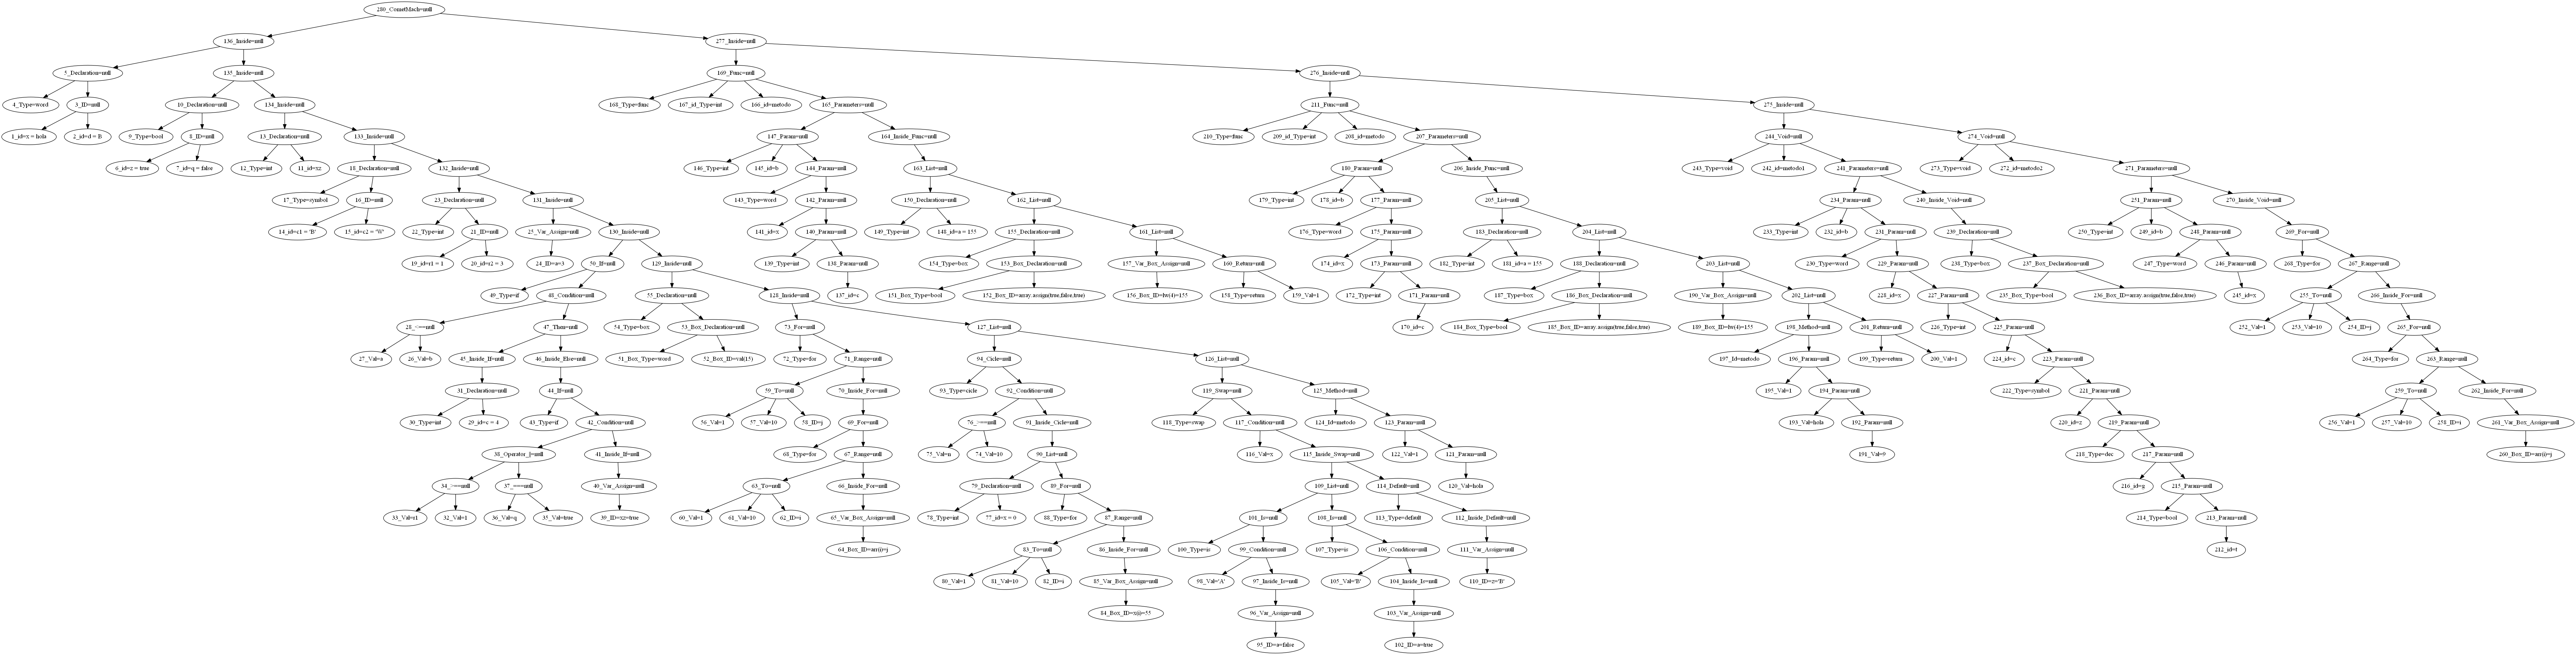 280_CometMach=null
136_Inside=null
277_Inside=null
5_Declaration=null
135_Inside=null
169_Func=null
276_Inside=null
4_Type=word
3_ID=null
10_Declaration=null
134_Inside=null
168_Type=func
167_id_Type=int
166_id=metodo
165_Parameters=null
211_Func=null
275_Inside=null
1_id=x = hola
2_id=d = B
9_Type=bool
8_ID=null
13_Declaration=null
133_Inside=null
147_Param=null
164_Inside_Func=null
210_Type=func
209_id_Type=int
208_id=metodo
207_Parameters=null
244_Void=null
274_Void=null
6_id=z = true
7_id=q = false
12_Type=int
11_id=xz
18_Declaration=null
132_Inside=null
146_Type=int
145_id=b
144_Param=null
163_List=null
180_Param=null
206_Inside_Func=null
243_Type=void
242_id=metodo1
241_Parameters=null
273_Type=void
272_id=metodo2
271_Parameters=null
17_Type=symbol
16_ID=null
23_Declaration=null
131_Inside=null
143_Type=word
142_Param=null
150_Declaration=null
162_List=null
179_Type=int
178_id=b
177_Param=null
205_List=null
234_Param=null
240_Inside_Void=null
251_Param=null
270_Inside_Void=null
14_id=c1 = 'B'
22_Type=int
21_ID=null
25_Var_Assign=null
130_Inside=null
141_id=x
140_Param=null
149_Type=int
148_id=a = 155
155_Declaration=null
161_List=null
176_Type=word
175_Param=null
183_Declaration=null
204_List=null
233_Type=int
232_id=b
231_Param=null
239_Declaration=null
250_Type=int
249_id=b
248_Param=null
269_For=null
19_id=r1 = 1
20_id=r2 = 3
24_ID=a=3
50_If=null
129_Inside=null
139_Type=int
138_Param=null
154_Type=box
153_Box_Declaration=null
157_Var_Box_Assign=null
160_Return=null
174_id=x
173_Param=null
182_Type=int
181_id=a = 155
188_Declaration=null
203_List=null
230_Type=word
229_Param=null
238_Type=box
237_Box_Declaration=null
247_Type=word
246_Param=null
268_Type=for
267_Range=null
49_Type=if
48_Condition=null
55_Declaration=null
128_Inside=null
137_id=c
151_Box_Type=bool
152_Box_ID=array.assign(true,false,true)
156_Box_ID=hw(4)=155
158_Type=return
159_Val=1
172_Type=int
171_Param=null
187_Type=box
186_Box_Declaration=null
190_Var_Box_Assign=null
202_List=null
228_id=x
227_Param=null
235_Box_Type=bool
236_Box_ID=array.assign(true,false,true)
245_id=x
255_To=null
266_Inside_For=null
28_<==null
47_Then=null
54_Type=box
53_Box_Declaration=null
73_For=null
127_List=null
170_id=c
184_Box_Type=bool
185_Box_ID=array.assign(true,false,true)
189_Box_ID=hw(4)=155
198_Method=null
201_Return=null
226_Type=int
225_Param=null
252_Val=1
253_Val=10
254_ID=j
265_For=null
27_Val=a
26_Val=b
45_Inside_If=null
46_Inside_Else=null
51_Box_Type=word
52_Box_ID=val(15)
72_Type=for
71_Range=null
94_Cicle=null
126_List=null
197_Id=metodo
196_Param=null
199_Type=return
200_Val=1
224_id=c
223_Param=null
264_Type=for
263_Range=null
31_Declaration=null
44_If=null
59_To=null
70_Inside_For=null
93_Type=cicle
92_Condition=null
119_Swap=null
125_Method=null
195_Val=1
194_Param=null
222_Type=symbol
221_Param=null
259_To=null
262_Inside_For=null
30_Type=int
29_id=c = 4
43_Type=if
42_Condition=null
56_Val=1
57_Val=10
58_ID=j
69_For=null
76_>==null
91_Inside_Cicle=null
118_Type=swap
117_Condition=null
124_Id=metodo
123_Param=null
193_Val=hola
192_Param=null
220_id=z
219_Param=null
256_Val=1
257_Val=10
258_ID=i
261_Var_Box_Assign=null
38_Operator_]=null
41_Inside_If=null
68_Type=for
67_Range=null
75_Val=n
74_Val=10
90_List=null
116_Val=x
115_Inside_Swap=null
122_Val=1
121_Param=null
191_Val=9
218_Type=dec
217_Param=null
260_Box_ID=arr(i)=j
34_>==null
37_===null
40_Var_Assign=null
63_To=null
66_Inside_For=null
79_Declaration=null
89_For=null
109_List=null
114_Default=null
120_Val=hola
216_id=g
215_Param=null
33_Val=r1
32_Val=1
36_Val=q
35_Val=true
39_ID=xz=true
60_Val=1
61_Val=10
62_ID=i
65_Var_Box_Assign=null
78_Type=int
77_id=x = 0
88_Type=for
87_Range=null
101_Is=null
108_Is=null
113_Type=default
112_Inside_Default=null
214_Type=bool
213_Param=null
64_Box_ID=arr(i)=j
83_To=null
86_Inside_For=null
100_Type=is
99_Condition=null
107_Type=is
106_Condition=null
111_Var_Assign=null
80_Val=1
81_Val=10
82_ID=i
85_Var_Box_Assign=null
98_Val='A'
97_Inside_Is=null
105_Val='B'
104_Inside_Is=null
110_ID=z='B'
84_Box_ID=x(i)=55
96_Var_Assign=null
103_Var_Assign=null
95_ID=a=false
102_ID=a=true